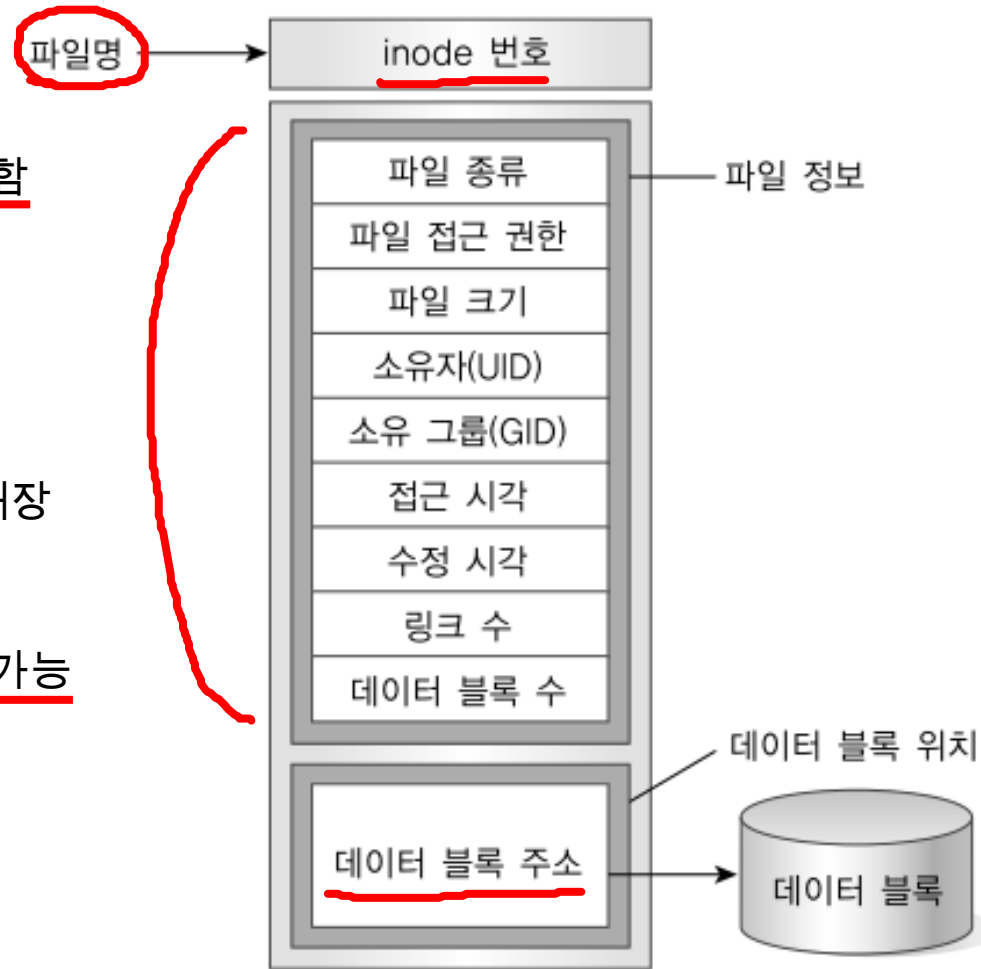 파일명
inode 번호
함
파일 종류
파일 정보
파일 접근 권한
파일 크기
소유자(UID)
소유 그룹(GID)
접근 시각
수정 시각
링크 수
가능
데이터 블록 수
데이터 블록 위치
데이터 블록 주소
데이터 블록